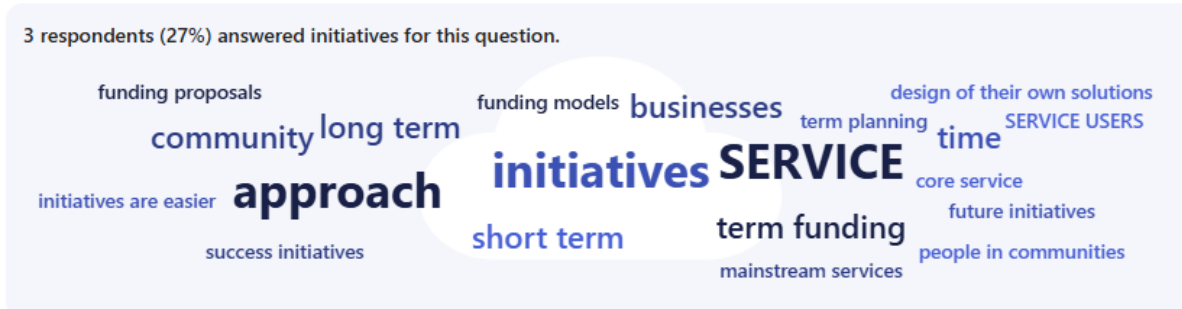 3 respondents (27%) answered initiatives for this question.
funding proposals
funding models
businesses
design of their own solutions
community
long term
term planning
time
SERVICE USERS
initiatives
SERVICE
initiatives are easier
approach
core service
future initiatives
success initiatives
short term
term funding
people in communities
mainstream services